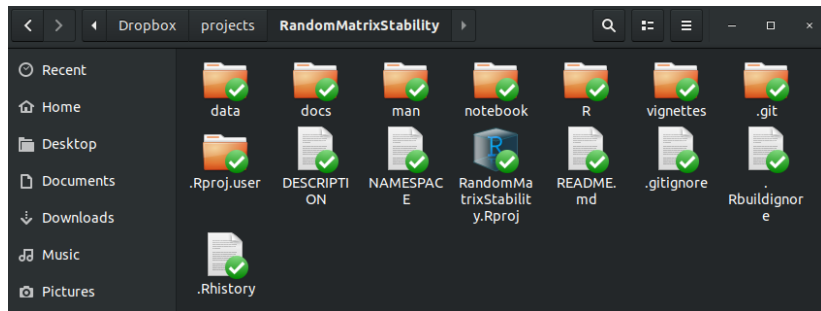 Dropbox projects RandomMatrixStability
Recent
Home
Desktop
Documents
Downloads
Music
Pictures
data docs man notebook R vignettes .git
.Rproj.user DESCRIPTI NAMESPAC RandomMa README. .gitignore .
ON E trixStabilit md Rbuildignor
y.Rproj e
.Rhistory